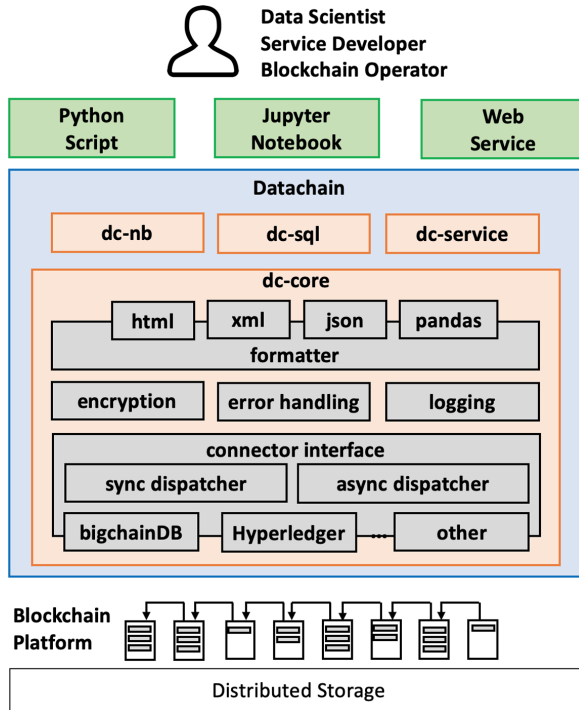 Data Scientist
Service Developer
Blockchain Operator
Python
Script
Jupyter
Notebook
Web
Service
Datachain
dc-nb
dc-sql
dc-service
dc-core
html
xml
json
pandas
formatter
encryption
error handling
logging
connector interface
sync dispatcher
async dispatcher
bigchainDB
Hyperledger
...
other
Blockchain
Platform
Distributed Storage